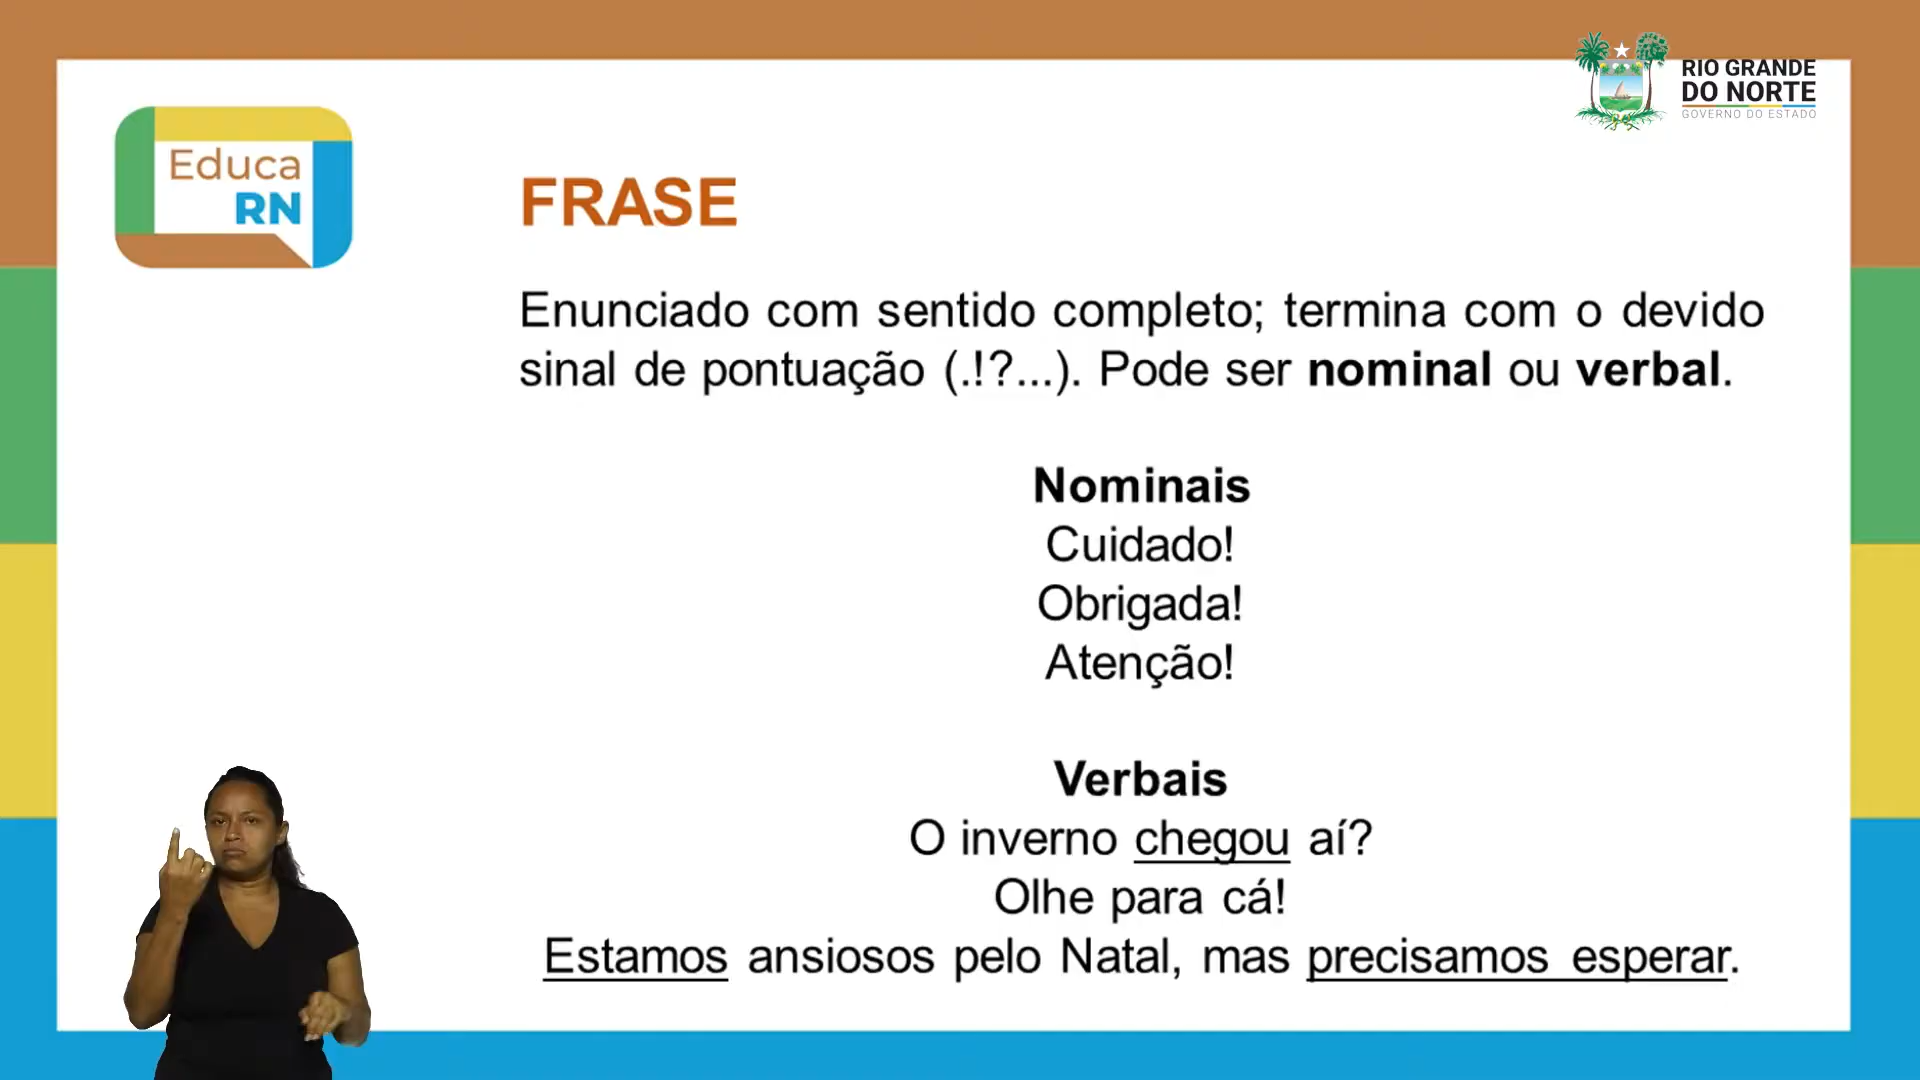 RIO GRANDE
DO NORTE
GOVERNO DO ESTADO
Educa
RN
FRASE
Enunciado com sentido completo; termina com o devido
sinal de pontuação (.!?...). Pode ser nominal ou verbal.
Nominais
Cuidado!
Obrigada!
Atenção!
Verbais
O inverno chegou aí?
Olhe para cá!
Estamos ansiosos pelo Natal, mas precisamos esperar.